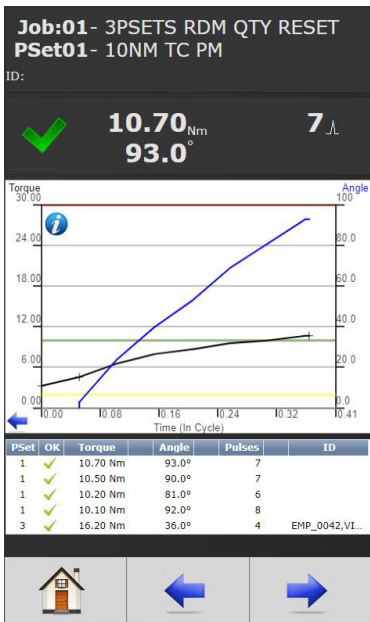 Job:01- 3PSETS RDM QTY RESET
PSet01- 10NM TC PM
ID:
10.70 Nm 7
93.0°
Torque Angle
30.00 100
24.00 80.0
18.00 60.0
12.00 40.0
6.00 20.0
0.00 0.0
0.00 0.08 0.16 0.24 0.32 0.41
Time (In Cycle)
PSet OK Torque Angle Pulses ID
1 10.70 Nm 93.0° 7
1 10.50 Nm 90.0° 7
1 10.20 Nm 81.0° 6
1 10.10 Nm 92.0° 8
3 16.20 Nm 36.0° 4 EMP_0042,VI...